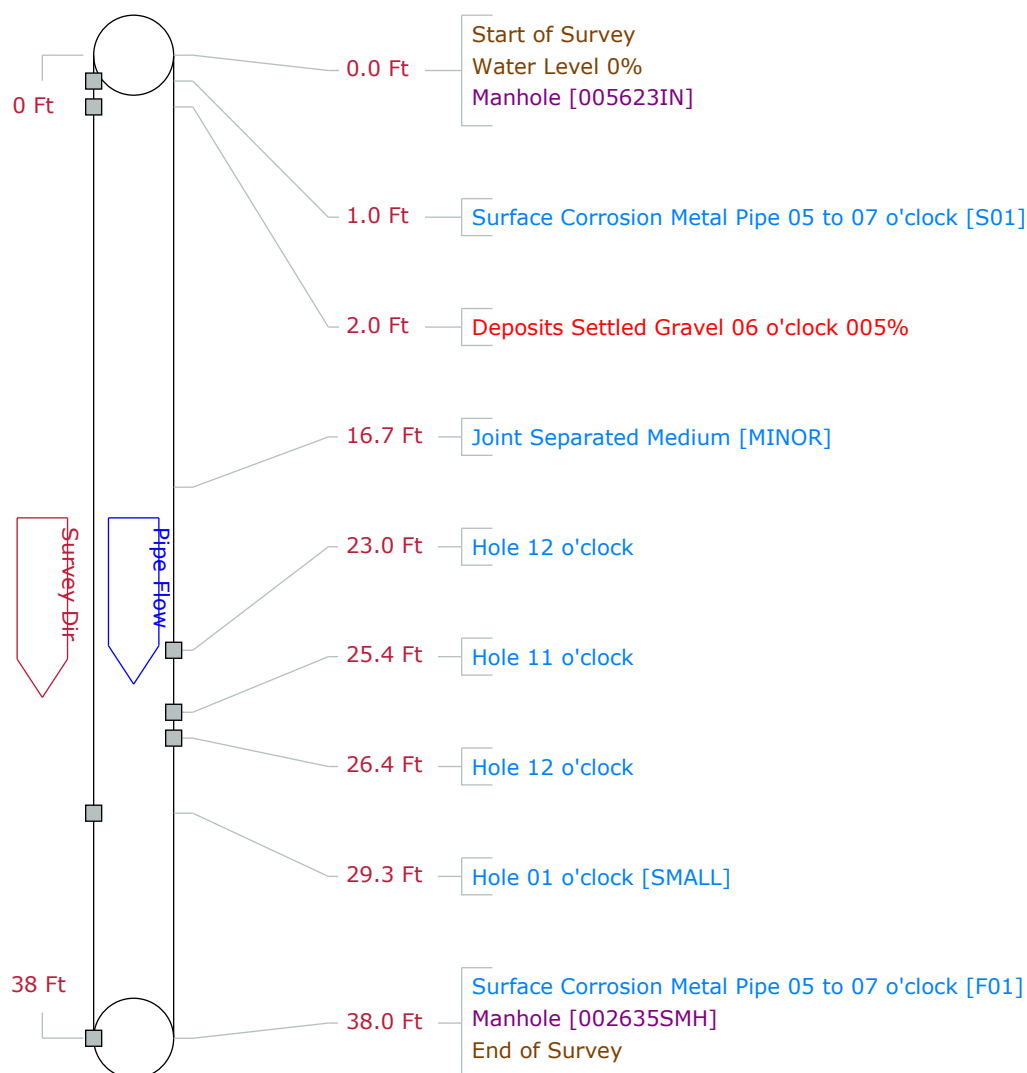 0 Ft
0.0 Ft
Start of Survey
Water Level 0%
Manhole [005623IN]
1.0 Ft
Surface Corrosion Metal Pipe 05 to 07 o'clock [S01]
2.0 Ft
Deposits Settled Gravel 06 o'clock 005%
16.7 Ft
Joint Separated Medium [MINOR]
Survey Dir
Pipe Flow
23.0 Ft
Hole 12 o'clock
25.4 Ft
Hole 11 o'clock
26.4 Ft
Hole 12 o'clock
29.3 Ft
Hole 01 o'clock [SMALL]
38 Ft
38.0 Ft
Surface Corrosion Metal Pipe 05 to 07 o'clock [F01]
Manhole [002635SMH]
End of Survey